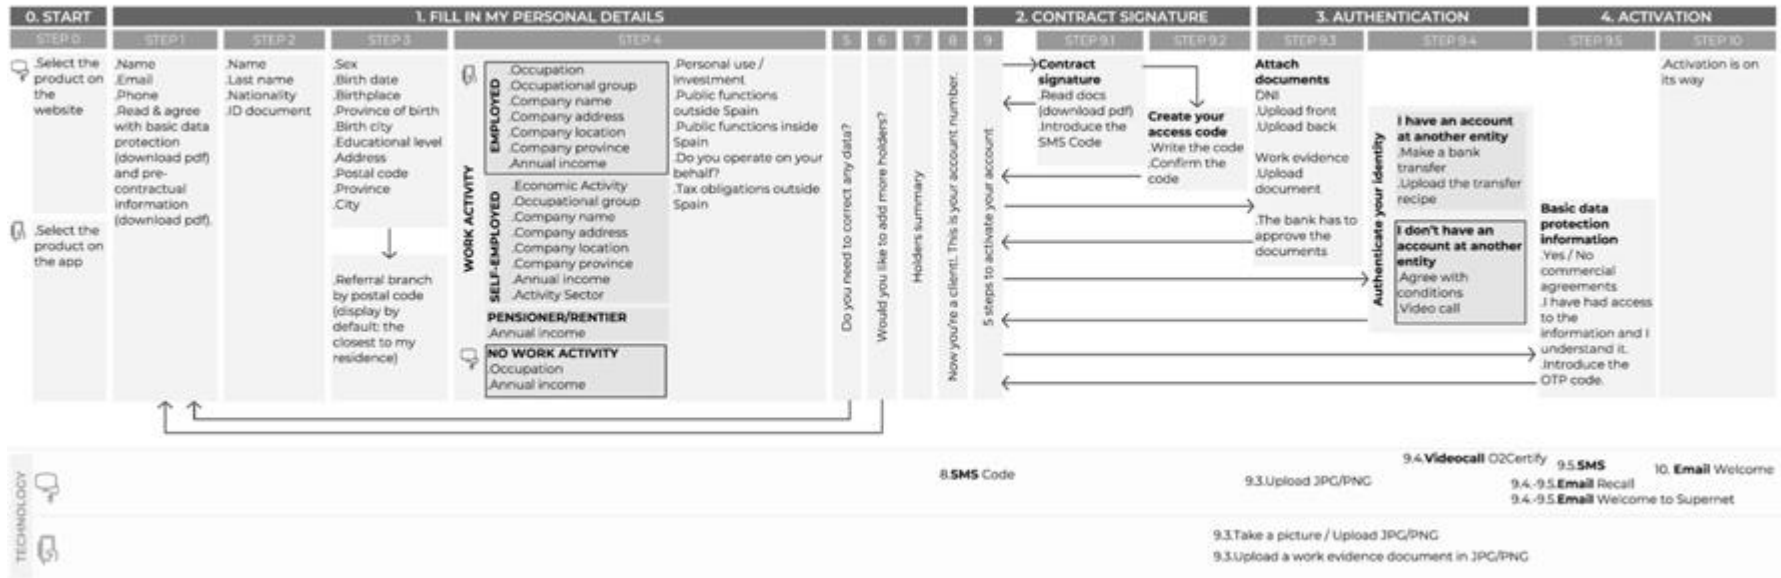 0. START
1. FILL IN MY PERSONAL DETAILS
2. CONTRACT SIGNATURE
3. AUTHENTICATION
4. ACTIVATION
STEP 0
STEP 1
STEP 2
STEP 3
STEP 4
5
6
7
8
9
STEP 9.1
STEP 9.2
STEP 9.3
STEP 9.4
STEP 9.5
STEP 10
.Select the
product on
the
website
.Select the
product on
the app
.Name
.Email
.Phone
.Read & agree
with basic data
protection
(download pdf)
and pre-
contractual
information
(download pdf).
.Name
.Last name
.Nationality
.ID document
.Sex
.Birth date
.Birthplace
.Province of birth
.Birth city
.Educational level
.Address
.Postal code
.Province
.City
.Referral branch
by postal code
(display by
default: the
closest to my
residence)
WORK ACTIVITY
EMPLOYED
.Occupation
.Occupational group
.Company name
.Company address
.Company location
.Company province
.Annual income
SELF-EMPLOYED
.Economic Activity
.Occupational group
.Company name
.Company address
.Company location
.Company province
.Annual income
.Activity Sector
PENSIONER/RENTIER
.Annual income
NO WORK ACTIVITY
.Occupation
.Annual income
.Personal use /
Investment
.Public functions
outside Spain
.Public functions inside
Spain
.Do you operate on your
behalf?
.Tax obligations outside
Spain
Do you need to correct any data?
Would you like to add more holders?
Holders summary
Now you're a client!. This is your account number.
5 steps to activate your account
Contract
signature
.Read docs
(download pdf)
.Introduce the
SMS Code
Create your
access code
.Write the code
.Confirm the
code
Attach
documents
DNI
.Upload front
.Upload back
Work evidence
.Upload
document
.The bank has to
approve the
documents
Authenticate your identity
I have an account
at another entity
.Make a bank
transfer
.Upload the transfer
recipe
I don't have an
account at another
entity
.Agree with
conditions
.Video call
Basic data
protection
information
.Yes / No
commercial
agreements
.I have had access
to the
information and I
understand it.
.Introduce the
OTP code.
.Activation is on
its way
TECHNOLOGY
8.SMS Code
9.3.Upload JPG/PNG
9.4.Videocall O2Certify
9.5.SMS
10. Email Welcome
9.4.-9.5.Email Recall
9.4.-9.5.Email Welcome to Supernet
9.3.Take a picture / Upload JPG/PNG
9.3.Upload a work evidence document in JPG/PNG